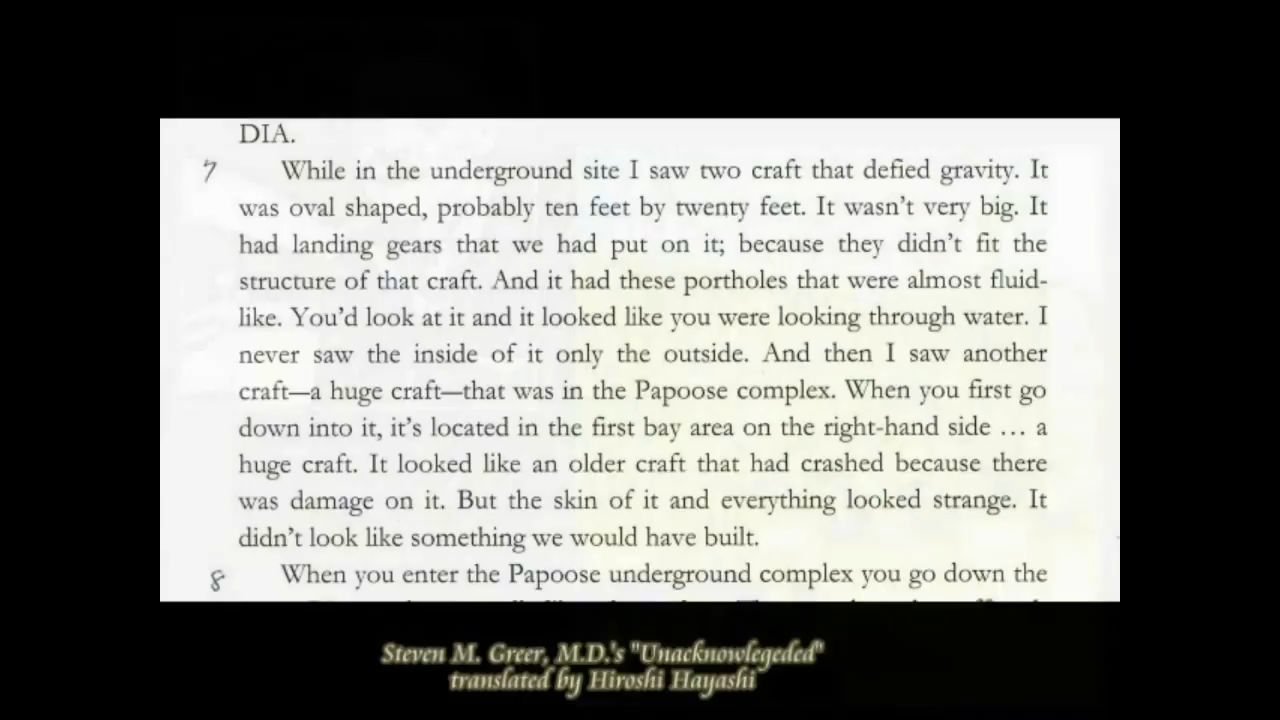 DIA.
7 While in the underground site I saw two craft that defied gravity. It
was oval shaped, probably ten feet by twenty feet. It wasn't very big. It
had landing gears that we had put on it; because they didn't fit the
structure of that craft. And it had these portholes that were almost fluid-
like. You'd look at it and it looked like you were looking through water. I
never saw the inside of it only the outside. And then I saw another
craft—a huge craft—that was in the Papoose complex. When you first go
down into it, it's located in the first bay area on the right-hand side … a
huge craft. It looked like an older craft that had crashed because there
was damage on it. But the skin of it and everything looked strange. It
didn't look like something we would have built.
8 When you enter the Papoose underground complex you go down the
Steven M. Greer, M.D.'s "Unacknowlegeded"
translated by Hiroshi Hayashi